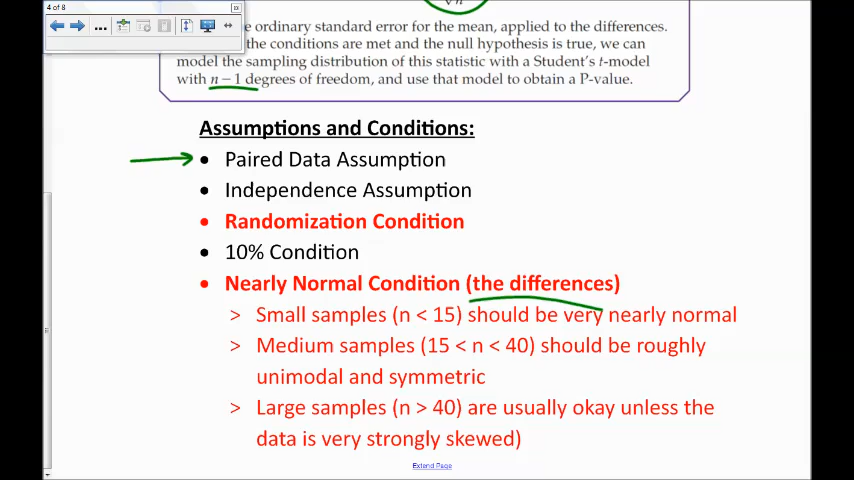 4 of 8
√n
e ordinary standard error for the mean, applied to the differences.
the conditions are met and the null hypothesis is true, we can
model the sampling distribution of this statistic with a Student's t-model
with n − 1 degrees of freedom, and use that model to obtain a P-value.
Assumptions and Conditions:
• Paired Data Assumption
• Independence Assumption
• Randomization Condition
• 10% Condition
• Nearly Normal Condition (the differences)
> Small samples (n < 15) should be very nearly normal
> Medium samples (15 < n < 40) should be roughly
unimodal and symmetric
> Large samples (n > 40) are usually okay unless the
data is very strongly skewed)
Extend Page